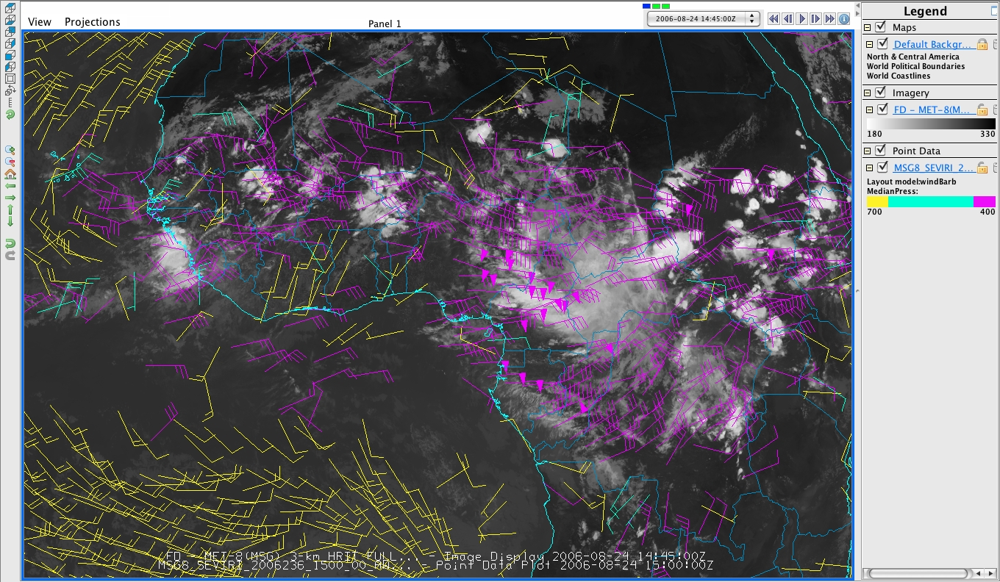 View Projections
Panel 1
2006-08-24 14:45:00Z
Legend
Maps
Default Backgr...
North & Central America
World Political Boundaries
World Coastlines
Imagery
FD - MET-8(M...
180 330
Point Data
MSG8_SEVIRI_2...
Layout model:windBarb
MedianPress:
700 400
FD - MET-8(MSG) 3-km HRIT FULL... - Image Display 2006-08-24 14:45:00Z
MSG8_SEVIRI_2006236_1500_00_AM... - Point Data Plot 2006-08-24 15:00:00Z